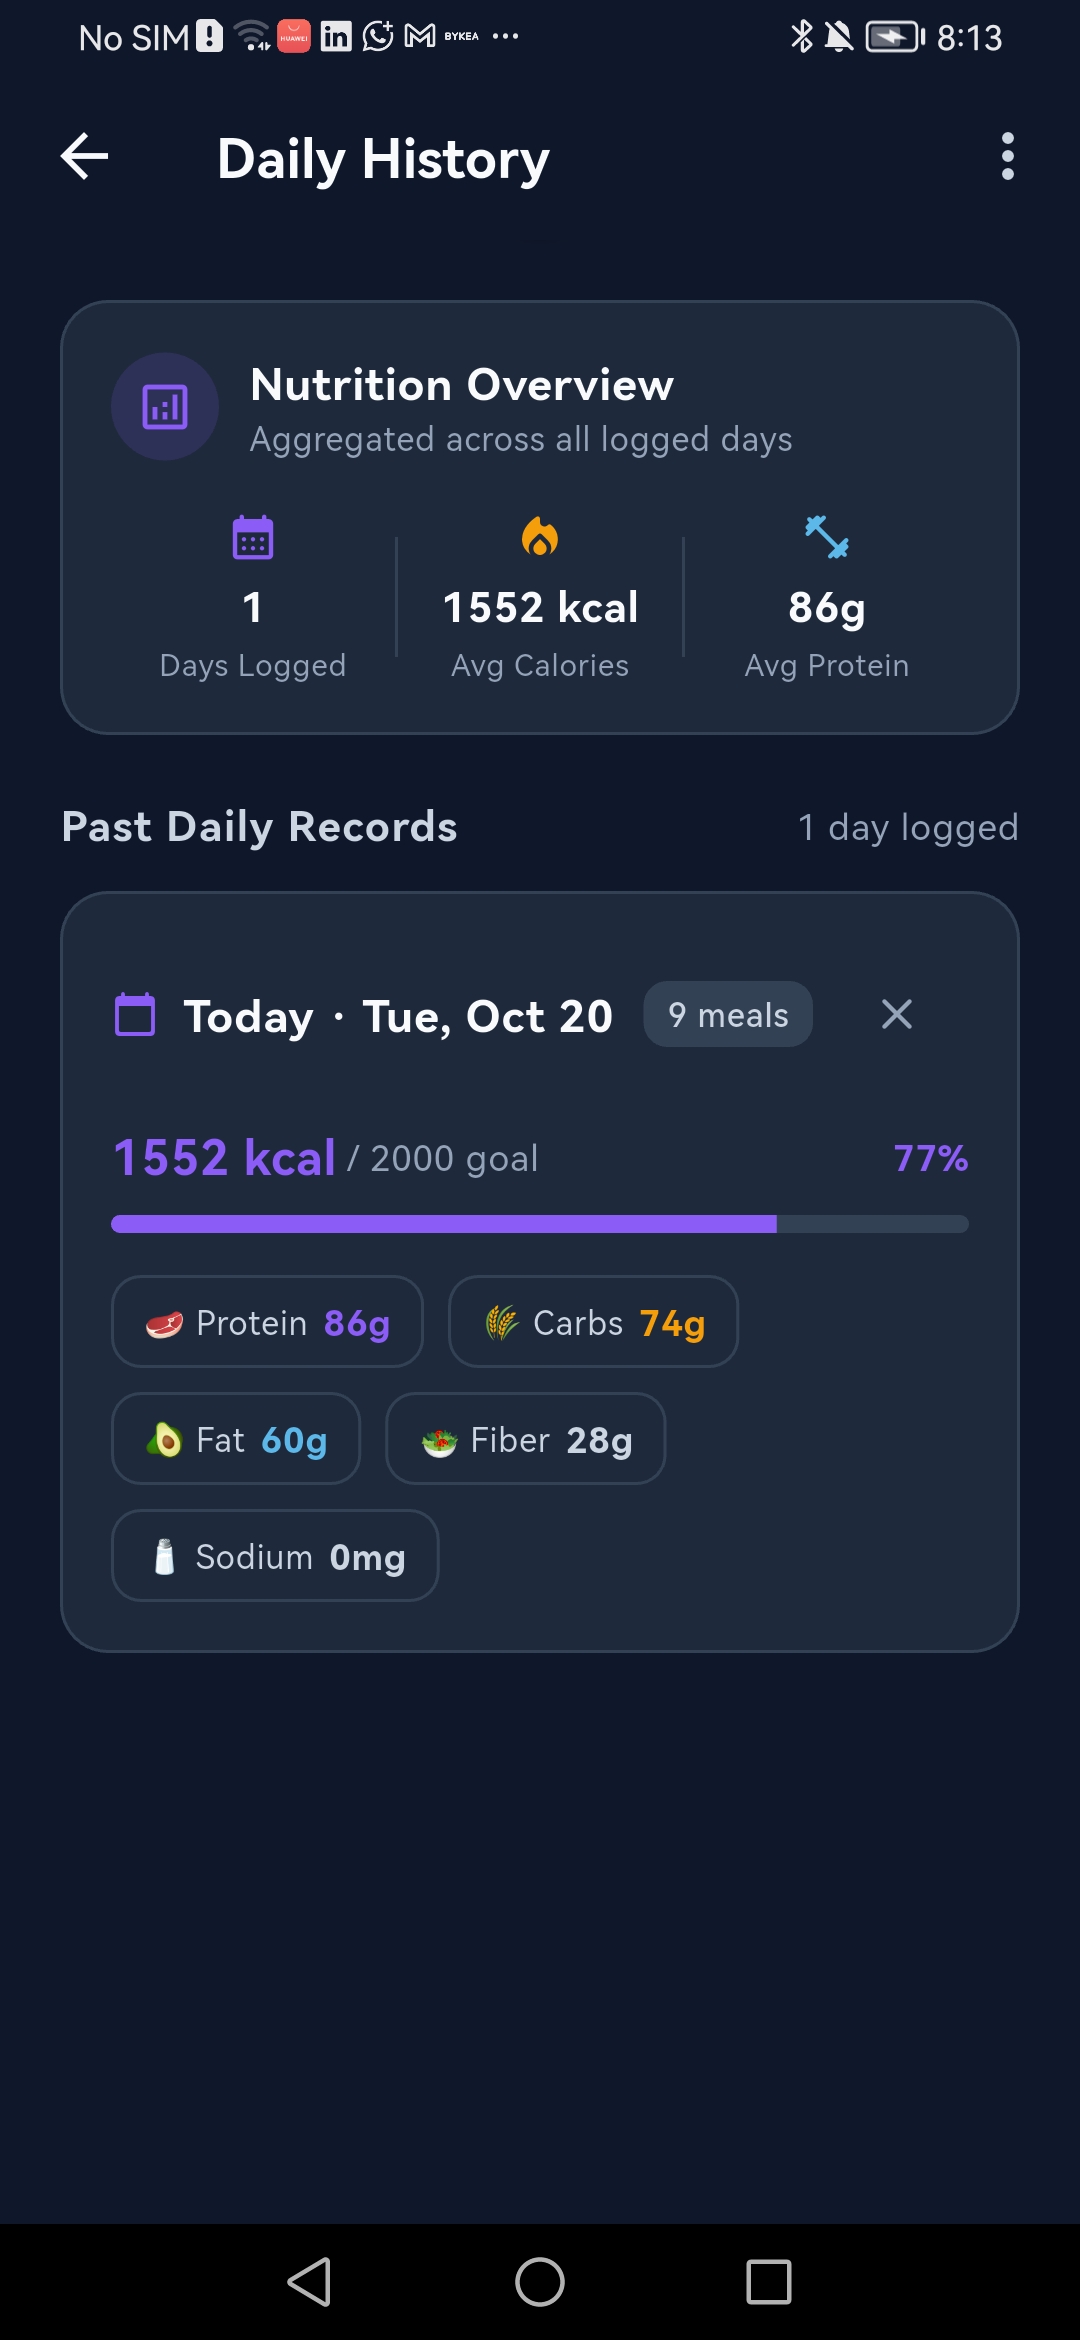 No SIM HUAWEI in BYKEA 8:13
Daily History
Nutrition Overview
Aggregated across all logged days
1 1552 kcal 86g
Days Logged Avg Calories Avg Protein
Past Daily Records 1 day logged
Today · Tue, Oct 20 9 meals
1552 kcal / 2000 goal 77%
Protein 86g Carbs 74g
Fat 60g Fiber 28g
Sodium 0mg